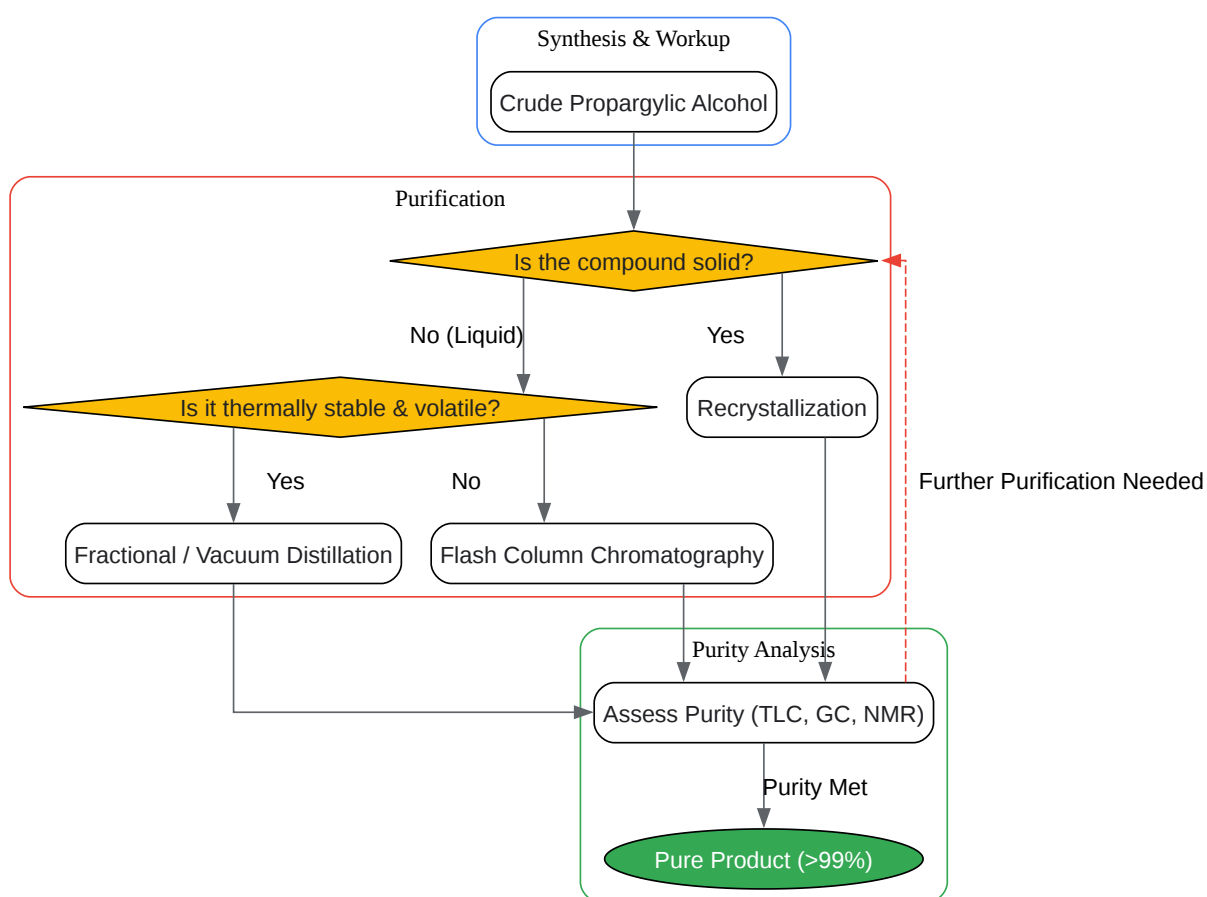 Synthesis & Workup
Crude Propargylic Alcohol
Purification
Is the compound solid?
No (Liquid)
Yes
Is it thermally stable & volatile?
Recrystallization
Yes
No
Further Purification Needed
Fractional / Vacuum Distillation
Flash Column Chromatography
Purity Analysis
Assess Purity (TLC, GC, NMR)
Purity Met
Pure Product (>99%)